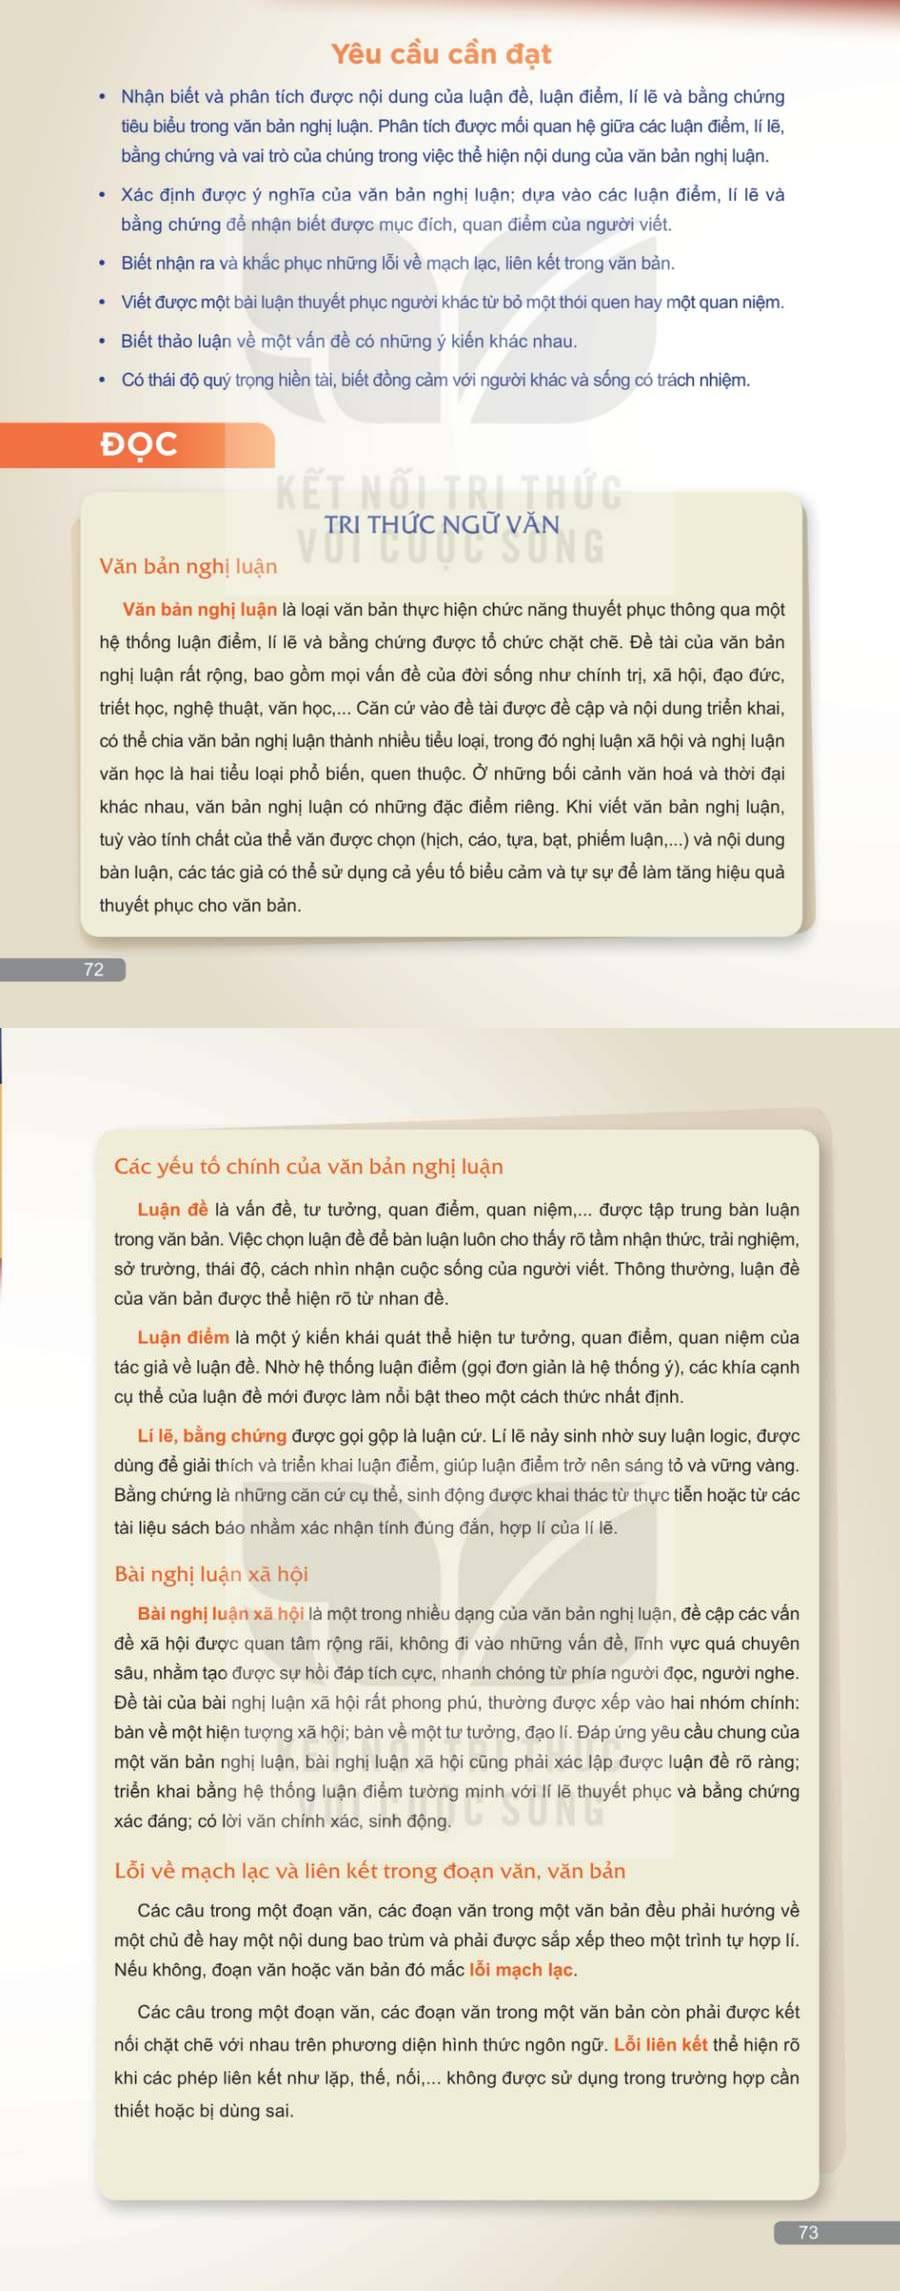 Yêu cầu cần đạt
• Nhận biết và phân tích được nội dung của luận đề, luận điểm, lí lẽ và bằng chứng
tiêu biểu trong văn bản nghị luận. Phân tích được mối quan hệ giữa các luận điểm, lí lẽ,
bằng chứng và vai trò của chúng trong việc thể hiện nội dung của văn bản nghị luận.
• Xác định được ý nghĩa của văn bản nghị luận; dựa vào các luận điểm, lí lẽ và
bằng chứng để nhận biết được mục đích, quan điểm của người viết.
• Biết nhận ra và khắc phục những lỗi về mạch lạc, liên kết trong văn bản.
• Viết được một bài luận thuyết phục người khác từ bỏ một thói quen hay một quan niệm.
• Biết thảo luận về một vấn đề có những ý kiến khác nhau.
• Có thái độ quý trọng hiền tài, biết đồng cảm với người khác và sống có trách nhiệm.
ĐỌC
KẾT NỐI TRI THỨC
VỚI CUỘC SỐNG
TRI THỨC NGỮ VĂN
Văn bản nghị luận
Văn bản nghị luận là loại văn bản thực hiện chức năng thuyết phục thông qua một
hệ thống luận điểm, lí lẽ và bằng chứng được tổ chức chặt chẽ. Đề tài của văn bản
nghị luận rất rộng, bao gồm mọi vấn đề của đời sống như chính trị, xã hội, đạo đức,
triết học, nghệ thuật, văn học,... Căn cứ vào đề tài được đề cập và nội dung triển khai,
có thể chia văn bản nghị luận thành nhiều tiểu loại, trong đó nghị luận xã hội và nghị luận
văn học là hai tiểu loại phổ biến, quen thuộc. Ở những bối cảnh văn hoá và thời đại
khác nhau, văn bản nghị luận có những đặc điểm riêng. Khi viết văn bản nghị luận,
tuỳ vào tính chất của thể văn được chọn (hịch, cáo, tựa, bạt, phiếm luận,...) và nội dung
bàn luận, các tác giả có thể sử dụng cả yếu tố biểu cảm và tự sự để làm tăng hiệu quả
thuyết phục cho văn bản.
72
Các yếu tố chính của văn bản nghị luận
Luận đề là vấn đề, tư tưởng, quan điểm, quan niệm,... được tập trung bàn luận
trong văn bản. Việc chọn luận đề để bàn luận luôn cho thấy rõ tầm nhận thức, trải nghiệm,
sở trường, thái độ, cách nhìn nhận cuộc sống của người viết. Thông thường, luận đề
của văn bản được thể hiện rõ từ nhan đề.
Luận điểm là một ý kiến khái quát thể hiện tư tưởng, quan điểm, quan niệm của
tác giả về luận đề. Nhờ hệ thống luận điểm (gọi đơn giản là hệ thống ý), các khía cạnh
cụ thể của luận đề mới được làm nổi bật theo một cách thức nhất định.
Lí lẽ, bằng chứng được gọi gộp là luận cứ. Lí lẽ nảy sinh nhờ suy luận logic, được
dùng để giải thích và triển khai luận điểm, giúp luận điểm trở nên sáng tỏ và vững vàng.
Bằng chứng là những căn cứ cụ thể, sinh động được khai thác từ thực tiễn hoặc từ các
tài liệu sách báo nhằm xác nhận tính đúng đắn, hợp lí của lí lẽ.
Bài nghị luận xã hội
Bài nghị luận xã hội là một trong nhiều dạng của văn bản nghị luận, đề cập các vấn
đề xã hội được quan tâm rộng rãi, không đi vào những vấn đề, lĩnh vực quá chuyên
sâu, nhằm tạo được sự hồi đáp tích cực, nhanh chóng từ phía người đọc, người nghe.
Đề tài của bài nghị luận xã hội rất phong phú, thường được xếp vào hai nhóm chính:
bàn về một hiện tượng xã hội; bàn về một tư tưởng, đạo lí. Đáp ứng yêu cầu chung của
một văn bản nghị luận, bài nghị luận xã hội cũng phải xác lập được luận đề rõ ràng;
triển khai bằng hệ thống luận điểm tường minh với lí lẽ thuyết phục và bằng chứng
xác đáng; có lời văn chính xác, sinh động.
KẾT NỐI TRI THỨC
VỚI CUỘC SỐNG
Lỗi về mạch lạc và liên kết trong đoạn văn, văn bản
Các câu trong một đoạn văn, các đoạn văn trong một văn bản đều phải hướng về
một chủ đề hay một nội dung bao trùm và phải được sắp xếp theo một trình tự hợp lí.
Nếu không, đoạn văn hoặc văn bản đó mắc lỗi mạch lạc.
Các câu trong một đoạn văn, các đoạn văn trong một văn bản còn phải được kết
nối chặt chẽ với nhau trên phương diện hình thức ngôn ngữ. Lỗi liên kết thể hiện rõ
khi các phép liên kết như lặp, thế, nối,... không được sử dụng trong trường hợp cần
thiết hoặc bị dùng sai.
73